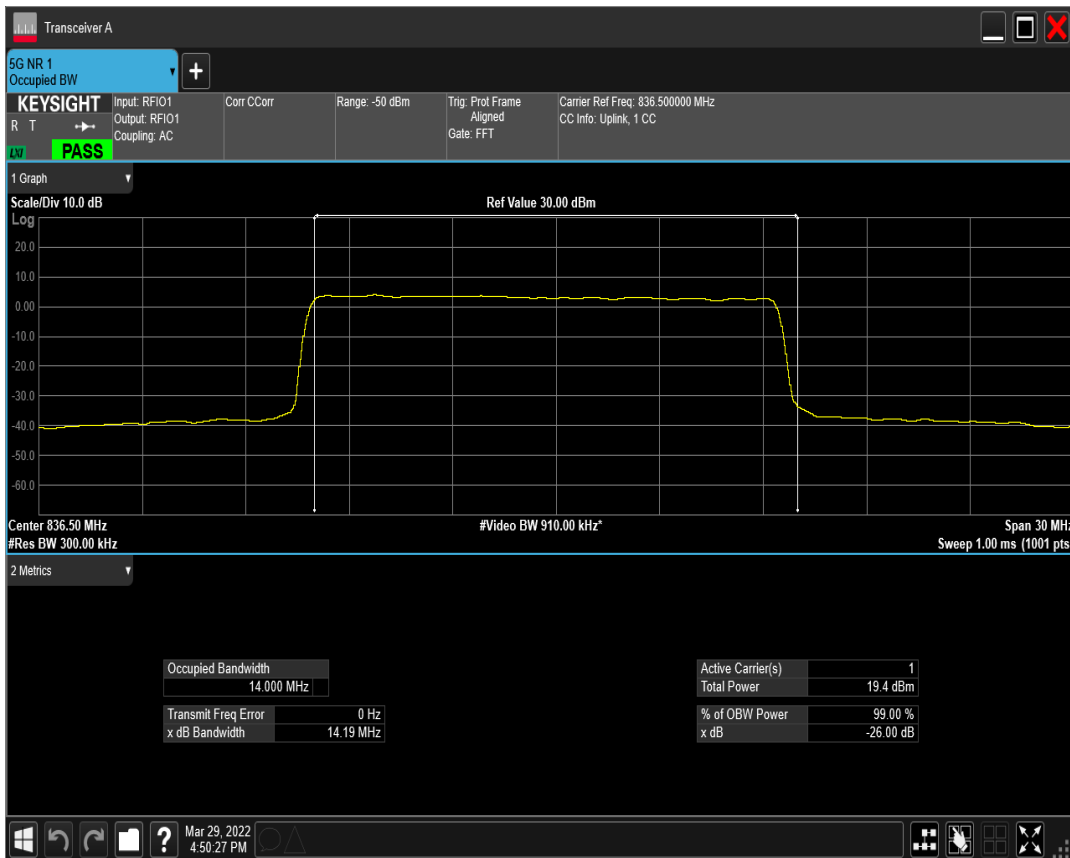 Transceiver A
5G NR 1
Occupied BW
+
KEYSIGHT
R T
LXI
PASS
Input: RFIO1
Output: RFIO1
Coupling: AC
Corr CCorr
Range: -50 dBm
Trig: Prot Frame
Aligned
Gate: FFT
Carrier Ref Freq: 836.500000 MHz
CC Info: Uplink, 1 CC
1 Graph
Scale/Div 10.0 dB
Ref Value 30.00 dBm
Log
20.0
10.0
0.00
-10.0
-20.0
-30.0
-40.0
-50.0
-60.0
Center 836.50 MHz
#Video BW 910.00 kHz*
Span 30 MHz
#Res BW 300.00 kHz
Sweep 1.00 ms (1001 pts
2 Metrics
Occupied Bandwidth
14.000 MHz
Transmit Freq Error 0 Hz
x dB Bandwidth 14.19 MHz
Active Carrier(s) 1
Total Power 19.4 dBm
% of OBW Power 99.00 %
x dB -26.00 dB
?
Mar 29, 2022
4:50:27 PM